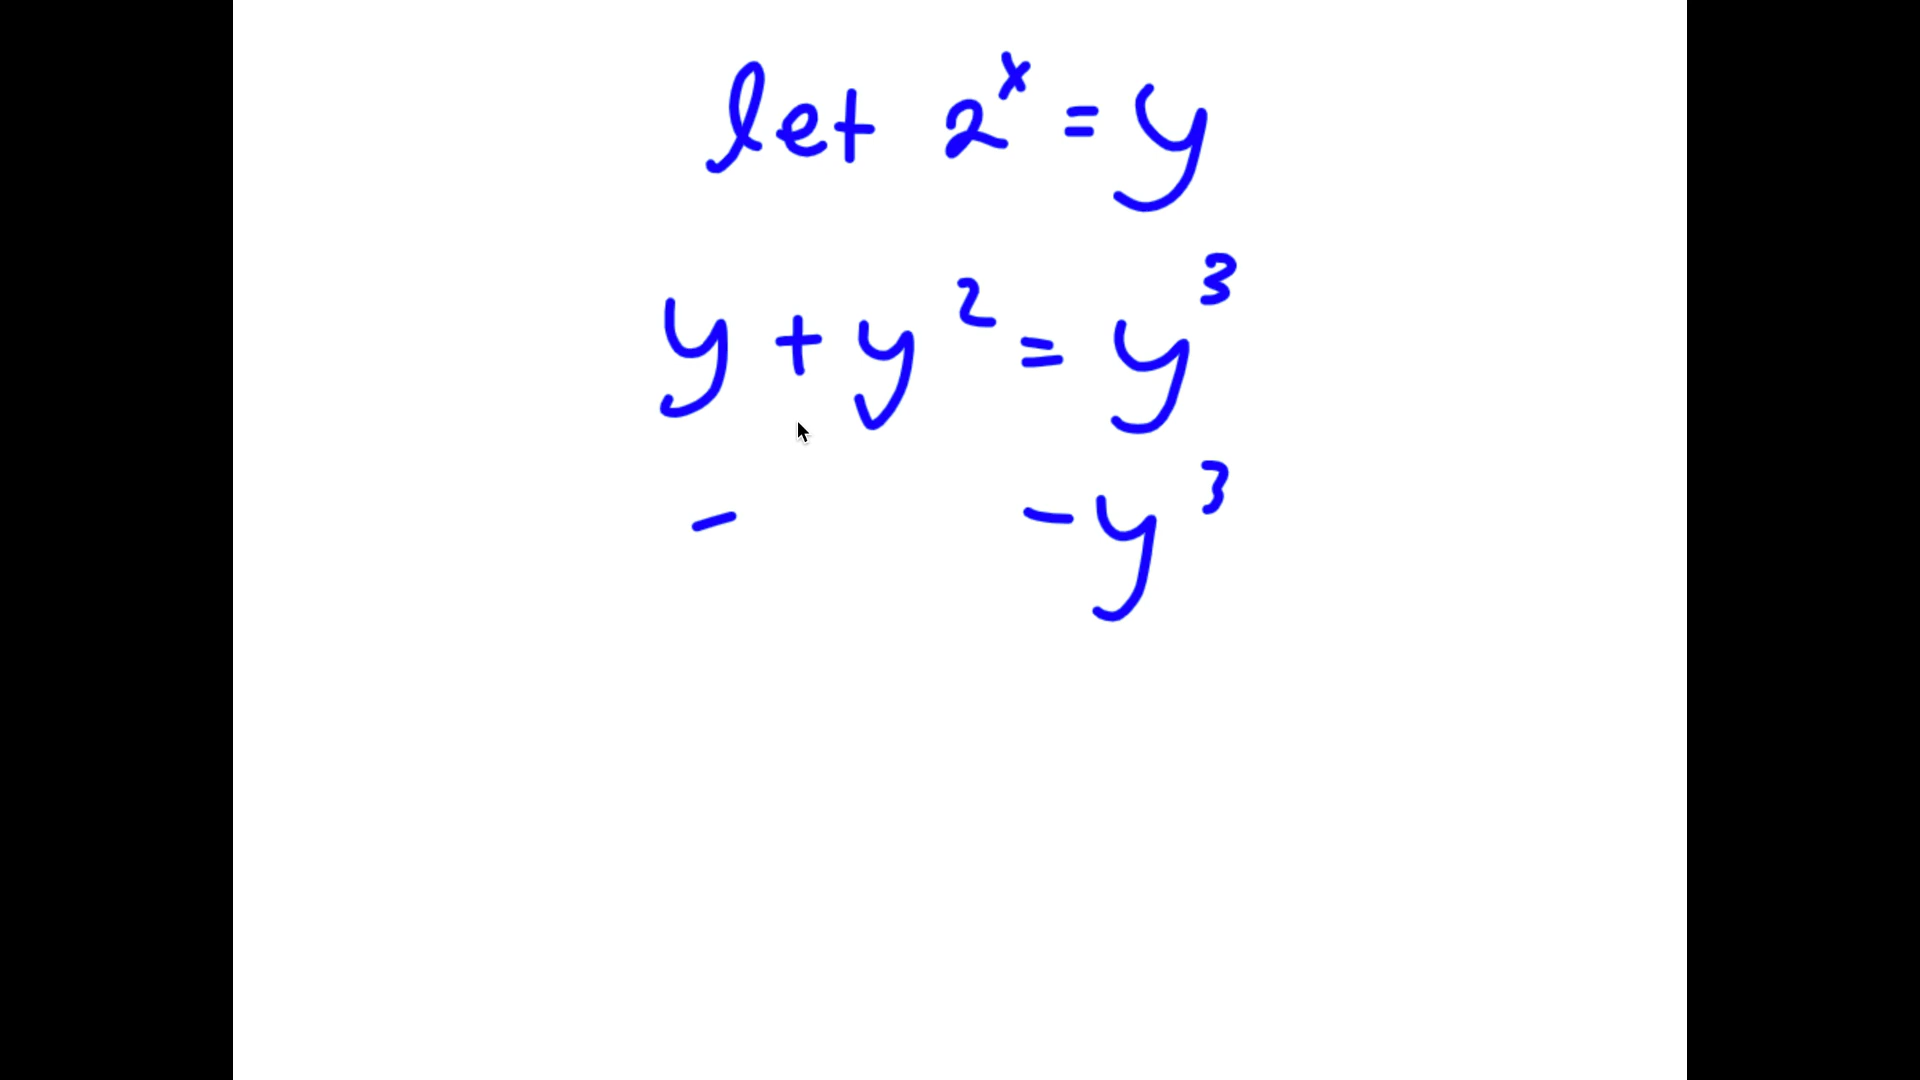 let 2^x = y
y + y^2 = y^3
- - y^3